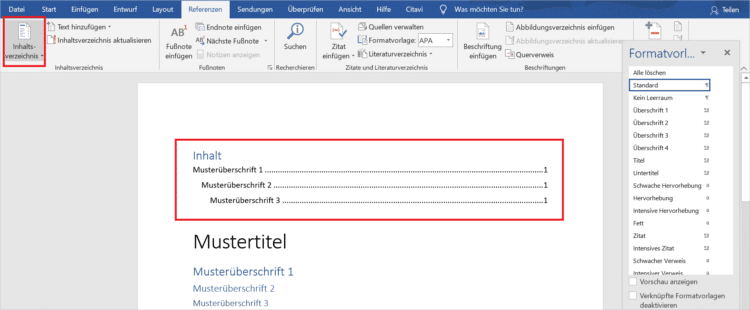 Datei Start Einfügen Entwurf Layout Referenzen Sendungen Überprüfen Ansicht Hilfe Citavi Was möchten Sie tun? Teilen
Inhalts-
verzeichnis
Text hinzufügen
Inhaltsverzeichnis aktualisieren
Inhaltsverzeichnis
AB¹
Fußnote
einfügen
Endnote einfügen
Nächste Fußnote
Notizen anzeigen
Fußnoten
Suchen
Recherchieren
Zitat
einfügen
Quellen verwalten
Formatvorlage: APA
Literaturverzeichnis
Zitate und Literaturverzeichnis
Beschriftung
einfügen
Abbildungsverzeichnis einfügen
Abbildungsverzeichnis aktualisieren
Querverweis
Beschriftungen
Formatvorl...
Alle löschen
Standard
Kein Leerraum
Überschrift 1
Überschrift 2
Überschrift 3
Überschrift 4
Titel
Untertitel
Schwache Hervorhebung
Hervorhebung
Intensive Hervorhebung
Fett
Zitat
Intensives Zitat
Schwacher Verweis
Intensiver Verweis
Vorschau anzeigen
Verknüpfte Formatvorlagen
deaktivieren
Inhalt
Musterüberschrift 1 ........ 1
Musterüberschrift 2 ........ 1
Musterüberschrift 3 ........ 1
Mustertitel
Musterüberschrift 1
Musterüberschrift 2
Musterüberschrift 3